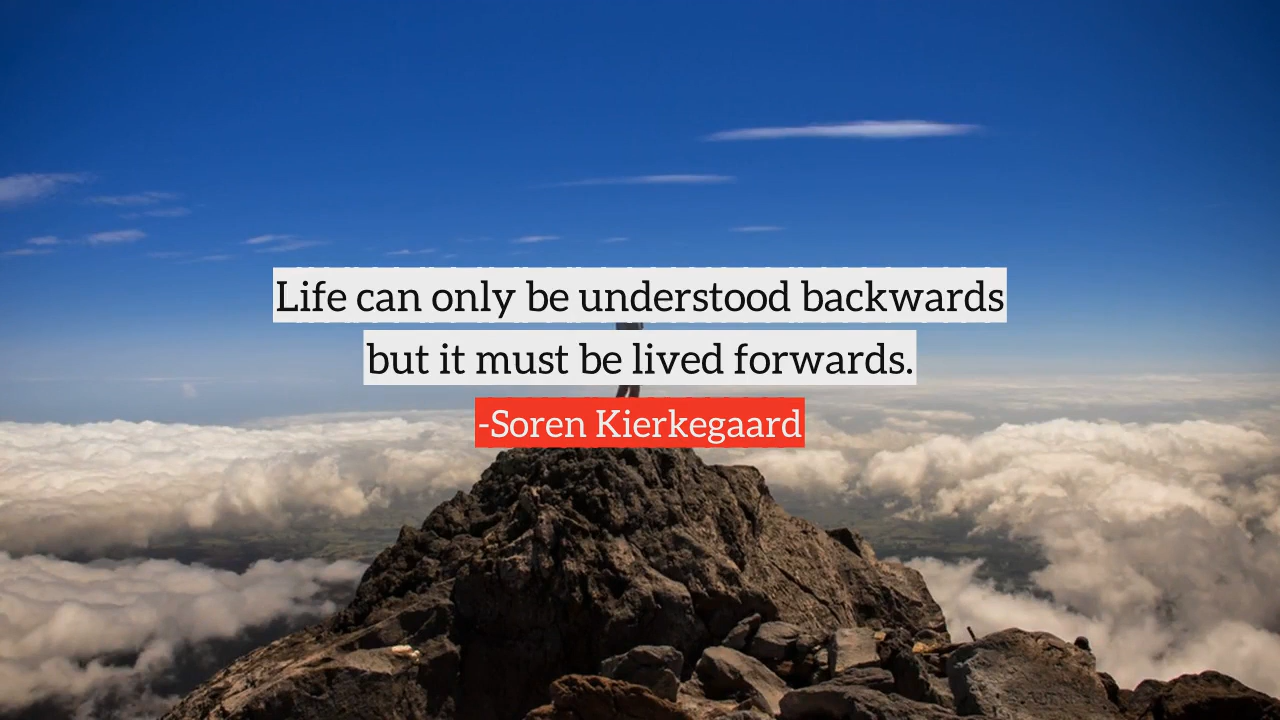 Life can only be understood backwards
but it must be lived forwards.
-Soren Kierkegaard